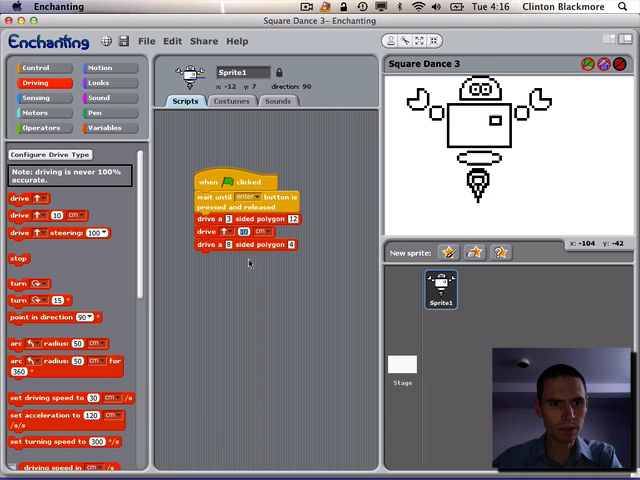 Enchanting
Tue 4:16 Clinton Blackmore
Square Dance 3– Enchanting
Enchanting File Edit Share Help
Control Motion
Driving Looks
Sensing Sound
Motors Pen
Operators Variables
Configure Drive Type
Note: driving is never 100% accurate.
drive
drive 10 cm
drive steering: 100
stop
turn
turn 15 °
point in direction 90 °
arc radius: 50 cm
arc radius: 50 cm for 360 °
set driving speed to 30 cm /s
set acceleration to 120 cm /s/s
set turning speed to 300 °/s
driving speed in cm /s
Sprite1
x: -12 y: 7 direction: 90
Scripts Costumes Sounds
when clicked
wait until enter button is
pressed and released
drive a 3 sided polygon 12
drive 10 cm
drive a 8 sided polygon 4
Square Dance 3
x: -104 y: -42
New sprite:
Sprite1
Stage